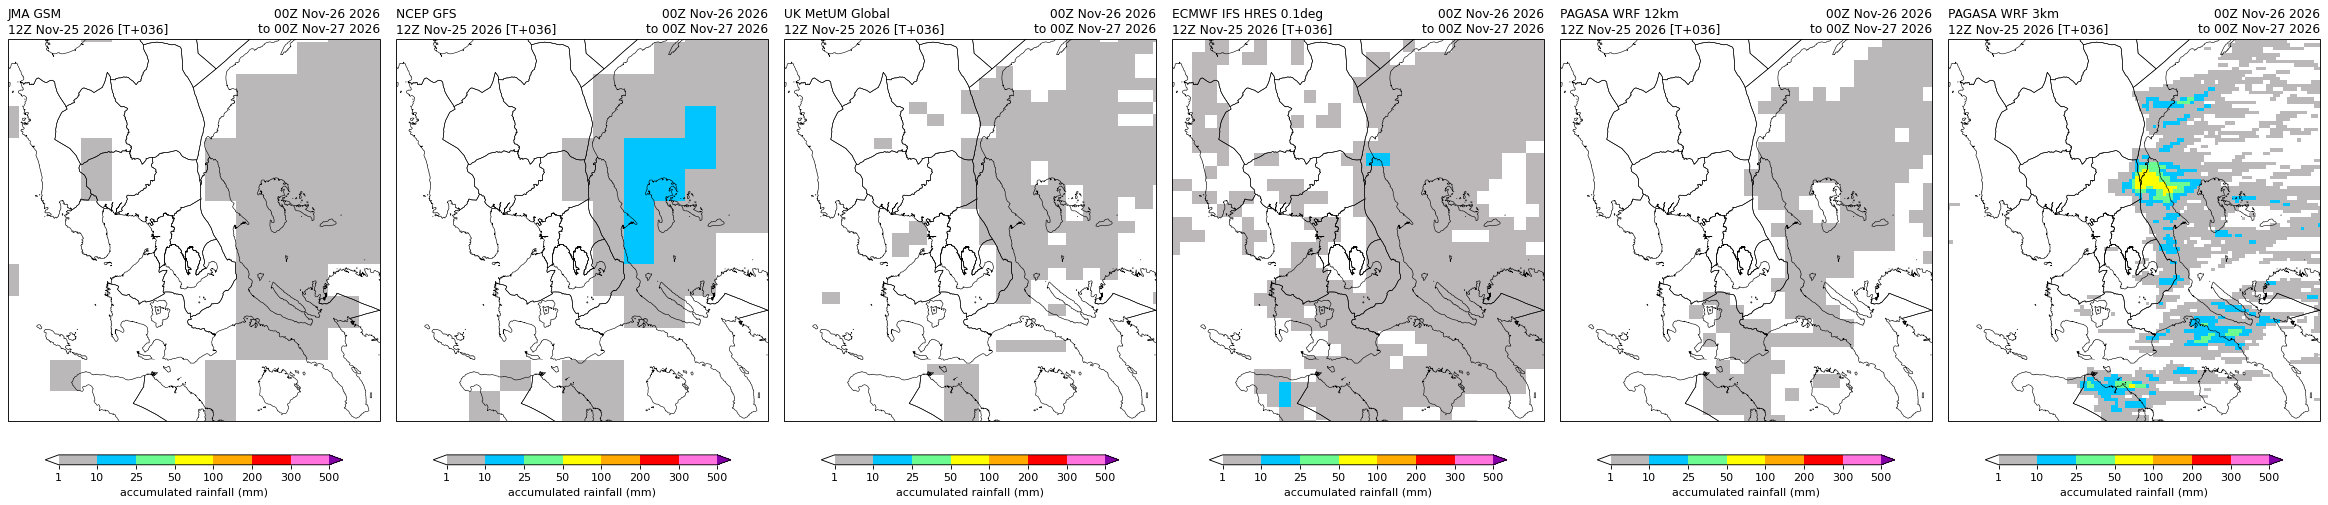 JMA GSM 00Z Nov-26 2026
12Z Nov-25 2026 [T+036] to 00Z Nov-27 2026
1 10 25 50 100 200 300 500
accumulated rainfall (mm)
NCEP GFS 00Z Nov-26 2026
12Z Nov-25 2026 [T+036] to 00Z Nov-27 2026
1 10 25 50 100 200 300 500
accumulated rainfall (mm)
UK MetUM Global 00Z Nov-26 2026
12Z Nov-25 2026 [T+036] to 00Z Nov-27 2026
1 10 25 50 100 200 300 500
accumulated rainfall (mm)
ECMWF IFS HRES 0.1deg 00Z Nov-26 2026
12Z Nov-25 2026 [T+036] to 00Z Nov-27 2026
1 10 25 50 100 200 300 500
accumulated rainfall (mm)
PAGASA WRF 12km 00Z Nov-26 2026
12Z Nov-25 2026 [T+036] to 00Z Nov-27 2026
1 10 25 50 100 200 300 500
accumulated rainfall (mm)
PAGASA WRF 3km 00Z Nov-26 2026
12Z Nov-25 2026 [T+036] to 00Z Nov-27 2026
1 10 25 50 100 200 300 500
accumulated rainfall (mm)